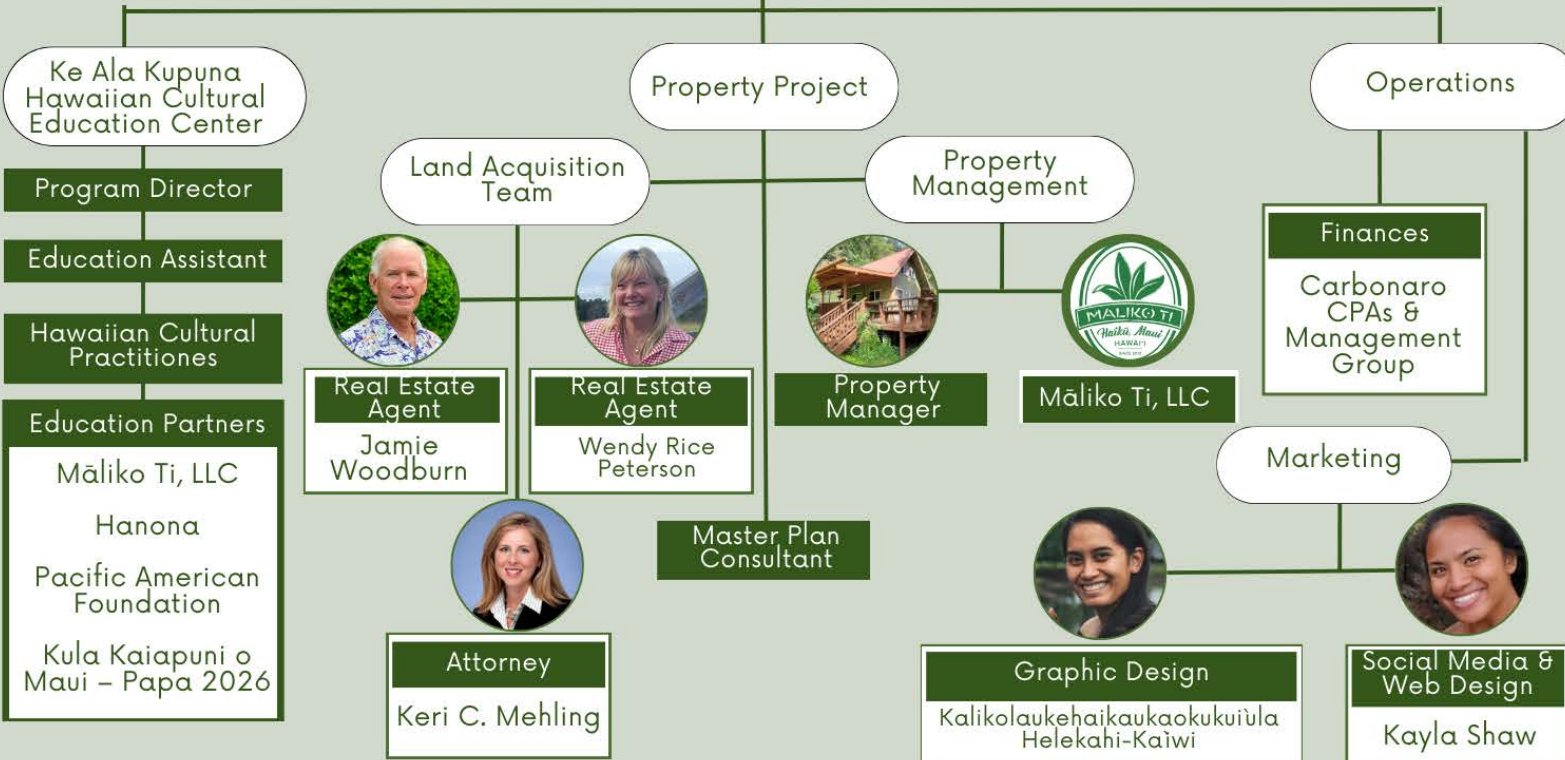 Ke Ala Kupuna
Hawaiian Cultural
Education Center
Program Director
Education Assistant
Hawaiian Cultural
Practitiones
Education Partners
Māliko Ti, LLC
Hanona
Pacific American
Foundation
Kula Kaiapuni o
Maui – Papa 2026
Property Project
Land Acquisition
Team
Real Estate
Agent
Jamie
Woodburn
Real Estate
Agent
Wendy Rice
Peterson
Attorney
Keri C. Mehling
Master Plan
Consultant
Property
Management
Property
Manager
MALIKO TI
Haikū, Maui
HAWAIʻI
Māliko Ti, LLC
Operations
Finances
Carbonaro
CPAs &
Management
Group
Marketing
Graphic Design
Kalikolaukehaikaukaokukuiùla
Helekahi-Kaìwi
Social Media &
Web Design
Kayla Shaw